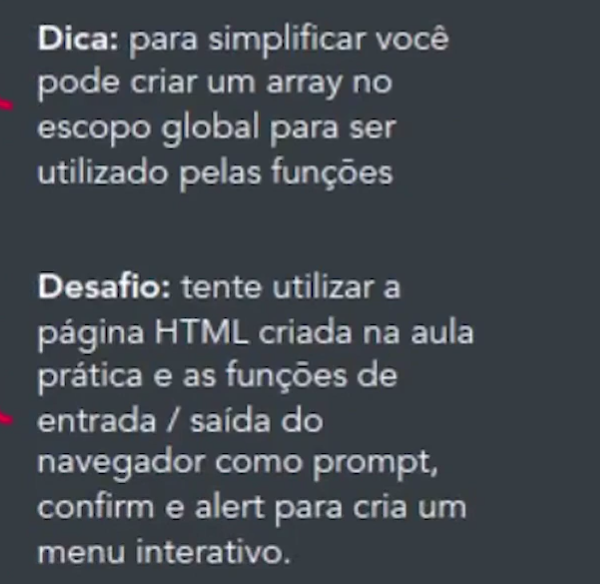 Dica: para simplificar você
pode criar um array no
escopo global para ser
utilizado pelas funções
Desafio: tente utilizar a
página HTML criada na aula
prática e as funções de
entrada / saída do
navegador como prompt,
confirm e alert para cria um
menu interativo.